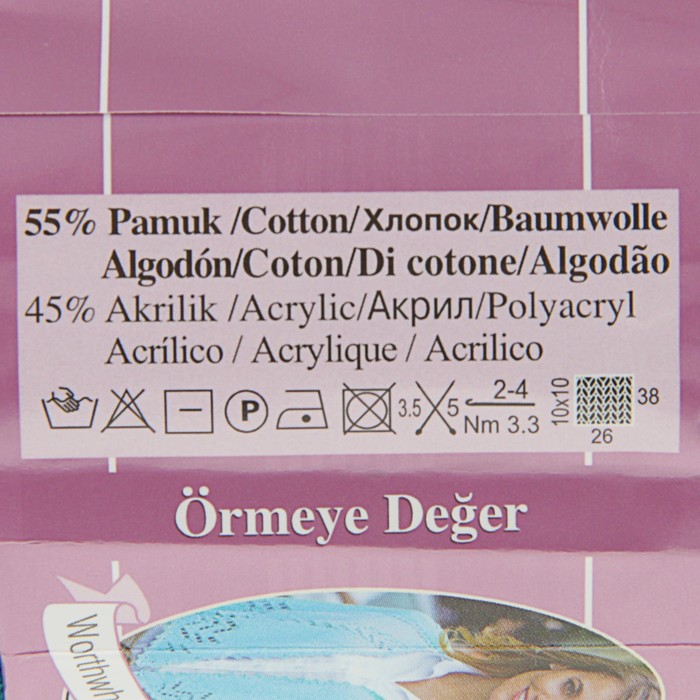 55% Pamuk /Cotton/Хлопок/Baumwolle
Algodón/Coton/Di cotone/Algodão
45% Akrilik /Acrylic/Акрил/Polyacryl
Acrílico / Acrylique / Acrilico
P 3.5 5 2-4 10x10 38
Nm 3.3 26
Örmeye Değer